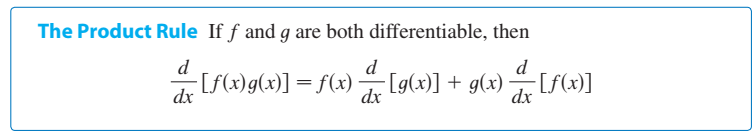 The Product Rule If f and g are both differentiable, then
d/dx [f(x)g(x)] = f(x) d/dx [g(x)] + g(x) d/dx [f(x)]